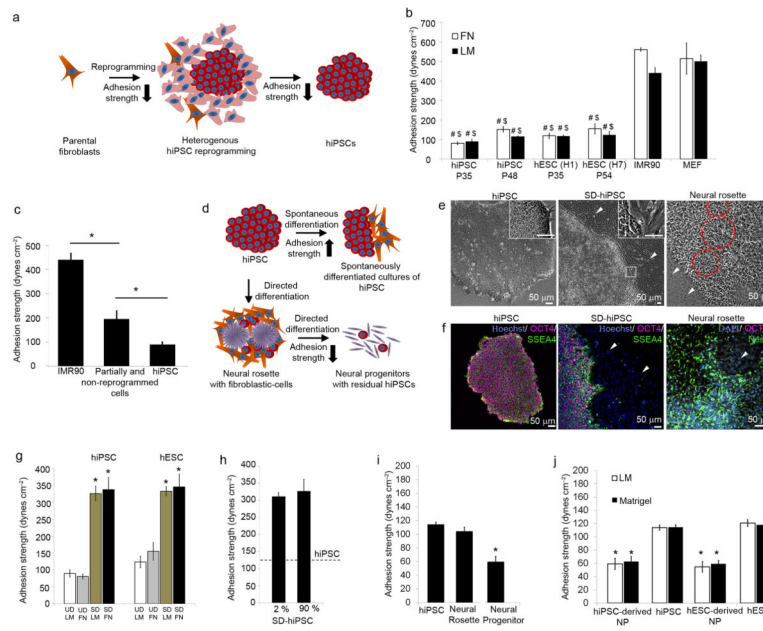 a
Reprogramming
Adhesion
strength
Adhesion
strength
Parental
fibroblasts
Heterogenous
hiPSC reprogramming
hiPSCs
b
Adhesion strength (dynes cm⁻²)
600
500
400
300
200
100
0
FN
LM
# $ # $
# $ # $
# $ # $
# $ # $
hiPSC
P35
hiPSC
P48
hESC (H1)
P35
hESC (H7)
P54
IMR90
MEF
c
Adhesion strength (dynes cm⁻²)
500
400
300
200
100
0
*
*
IMR90
Partially and
non-reprogrammed
cells
hiPSC
d
Spontaneous
differentiation
Adhesion
strength
hiPSC
Spontaneously
differentiated cultures of
hiPSC
Directed
differentiation
Directed
differentiation
Adhesion
strength
Neural rosette
with fibroblastic-cells
Neural progenitors
with residual hiPSCs
e
hiPSC
SD-hiPSC
Neural rosette
50 μm
50 μm
50 μm
f
hiPSC
SD-hiPSC
Neural rosette
Hoechst/ OCT4/
SSEA4
Hoechst/ OCT4/
SSEA4
DAPI/ OCT4/
50 μm
50 μm
50 μm
g
Adhesion strength (dynes cm⁻²)
400
350
300
250
200
150
100
50
0
hiPSC
hESC
* *
* *
UD
LM
UD
FN
SD
LM
SD
FN
UD
LM
UD
FN
SD
LM
SD
FN
h
Adhesion strength (dynes cm⁻²)
400
350
300
250
200
150
100
50
0
hiPSC
2 %
90 %
SD-hiPSC
i
Adhesion strength (dynes cm⁻²)
200
180
160
140
120
100
80
60
40
20
0
*
hiPSC
Neural
Rosette
Neural
Progenitor
j
Adhesion strength (dynes cm⁻²)
200
180
160
140
120
100
80
60
40
20
0
LM
Matrigel
* *
* *
hiPSC-derived
NP
hiPSC
hESC-derived
NP
hES